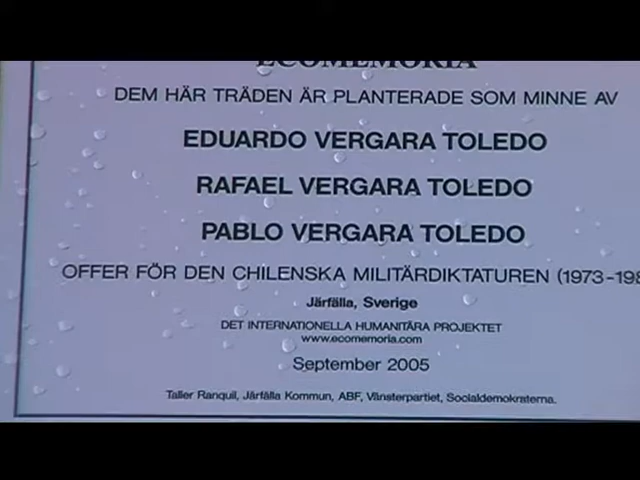 ECOMEMORIA
DEM HÄR TRÄDEN ÄR PLANTERADE SOM MINNE AV
EDUARDO VERGARA TOLEDO
RAFAEL VERGARA TOLEDO
PABLO VERGARA TOLEDO
OFFER FÖR DEN CHILENSKA MILITÄRDIKTATUREN (1973-198
Järfälla, Sverige
DET INTERNATIONELLA HUMANITÄRA PROJEKTET
www.ecomemoria.com
September 2005
Taller Ranquil, Järfälla Kommun, ABF, Vänsterpartiet, Socialdemokraterna.